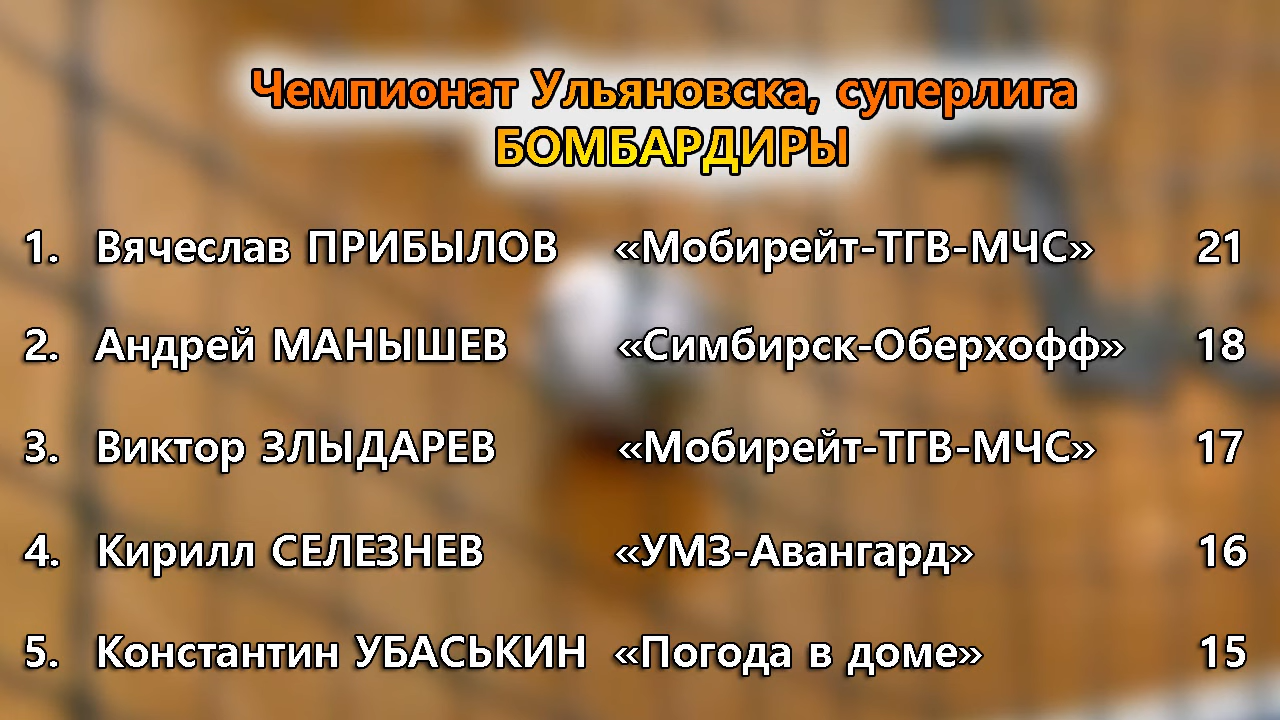 Чемпионат Ульяновска, суперлига
БОМБАРДИРЫ
1. Вячеслав ПРИБЫЛОВ «Мобирейт-ТГВ-МЧС» 21
2. Андрей МАНЫШЕВ «Симбирск-Оберхофф» 18
3. Виктор ЗЛЫДАРЕВ «Мобирейт-ТГВ-МЧС» 17
4. Кирилл СЕЛЕЗНЕВ «УМЗ-Авангард» 16
5. Константин УБАСЬКИН «Погода в доме» 15